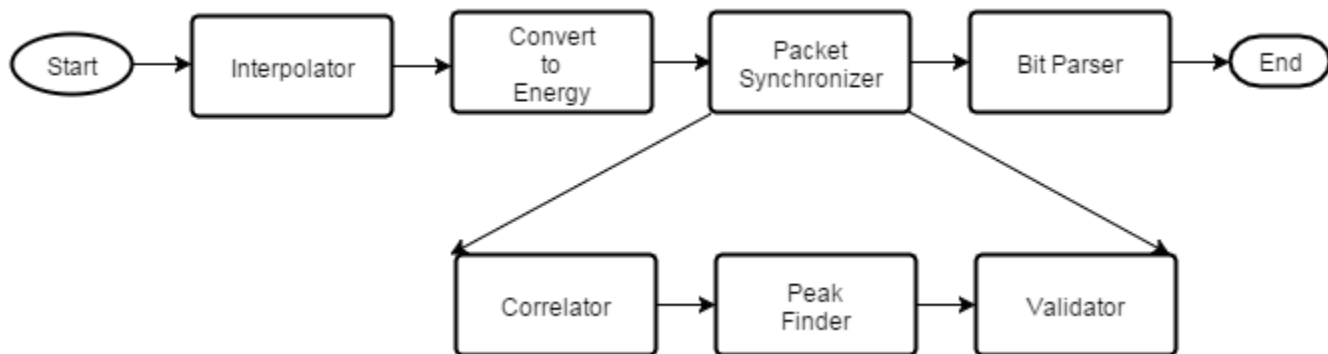 Start
Interpolator
Convert
to
Energy
Packet
Synchronizer
Bit Parser
End
Correlator
Peak
Finder
Validator